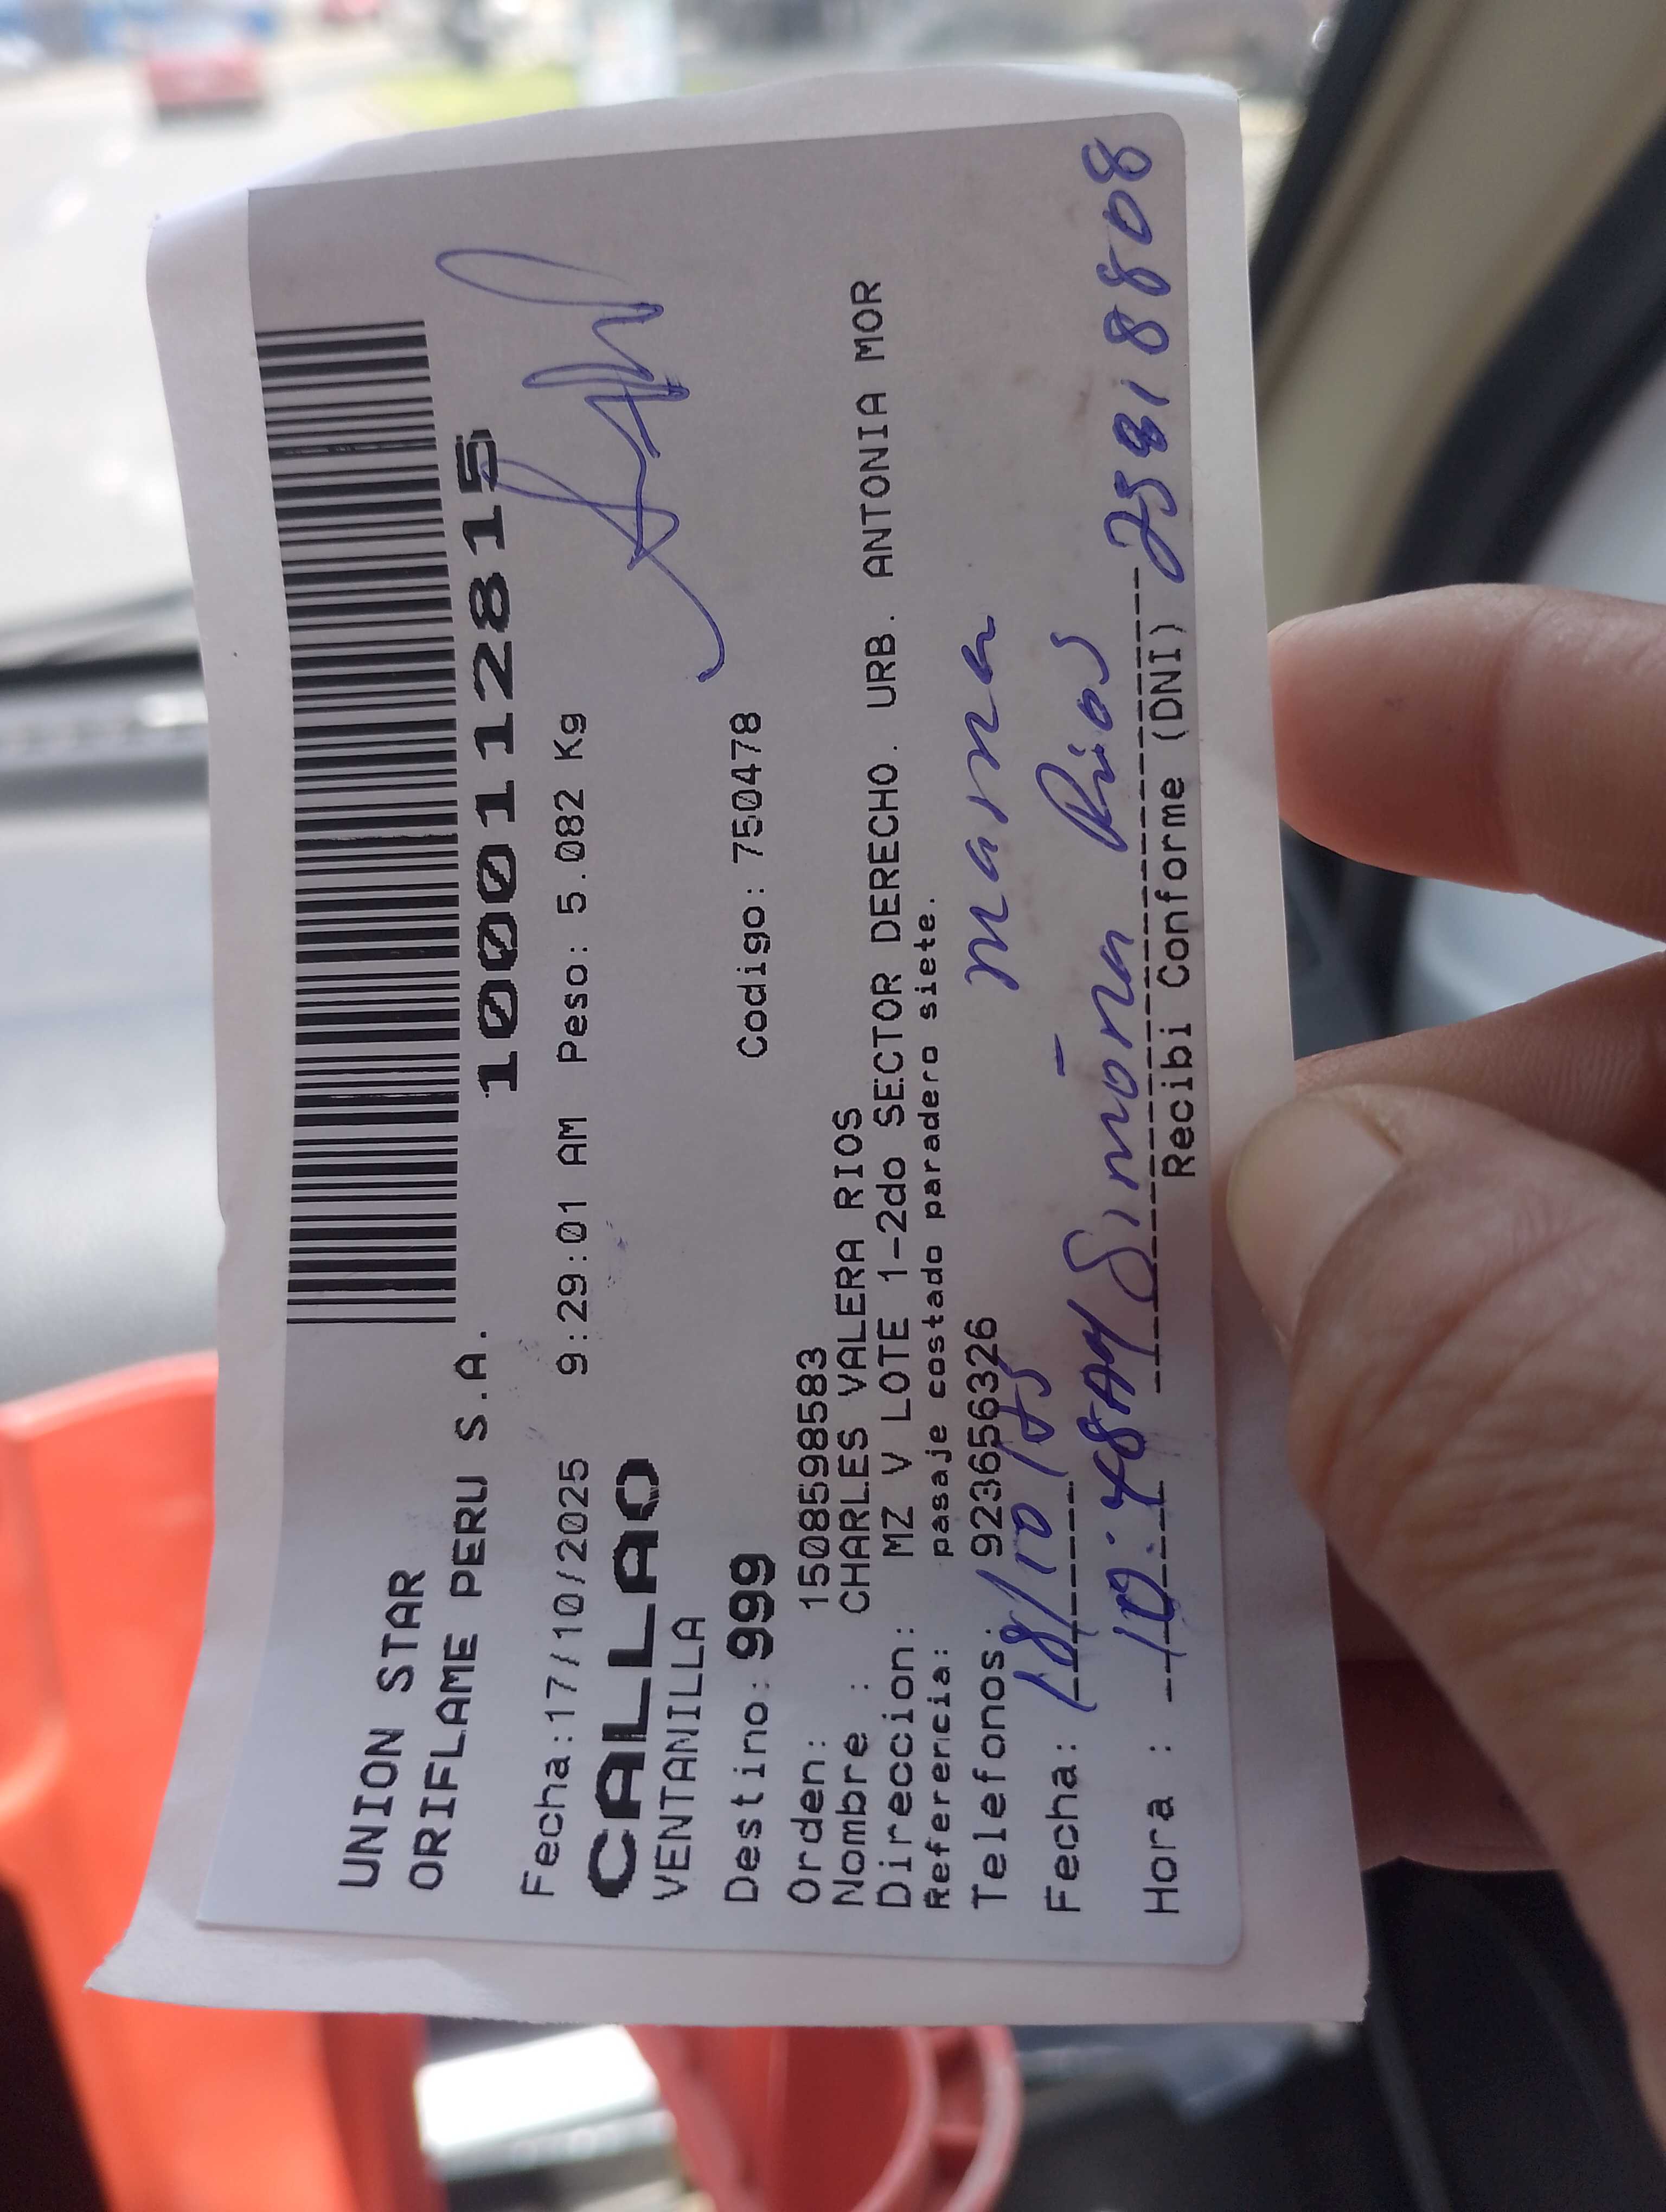 UNION STAR
ORIFLAME PERU S.A.
10001128 15
Fecha:17/10/2025 9:29:01 AM Peso: 5.082 Kg
CALLAO
VENTANILLA
Destino: 999 Codigo: 750478
Orden: 1508598583
Nombre : CHARLES VALERA RIOS
Direccion: MZ V LOTE 1-2do SECTOR DERECHO. URB. ANTONIA MOR
Referencia: pasaje costado paradero siete.
Telefonos: 923656326
mama
Fecha: 18/10/25
Hora : 10:48AM Simona Rios
Recibi Conforme (DNI)